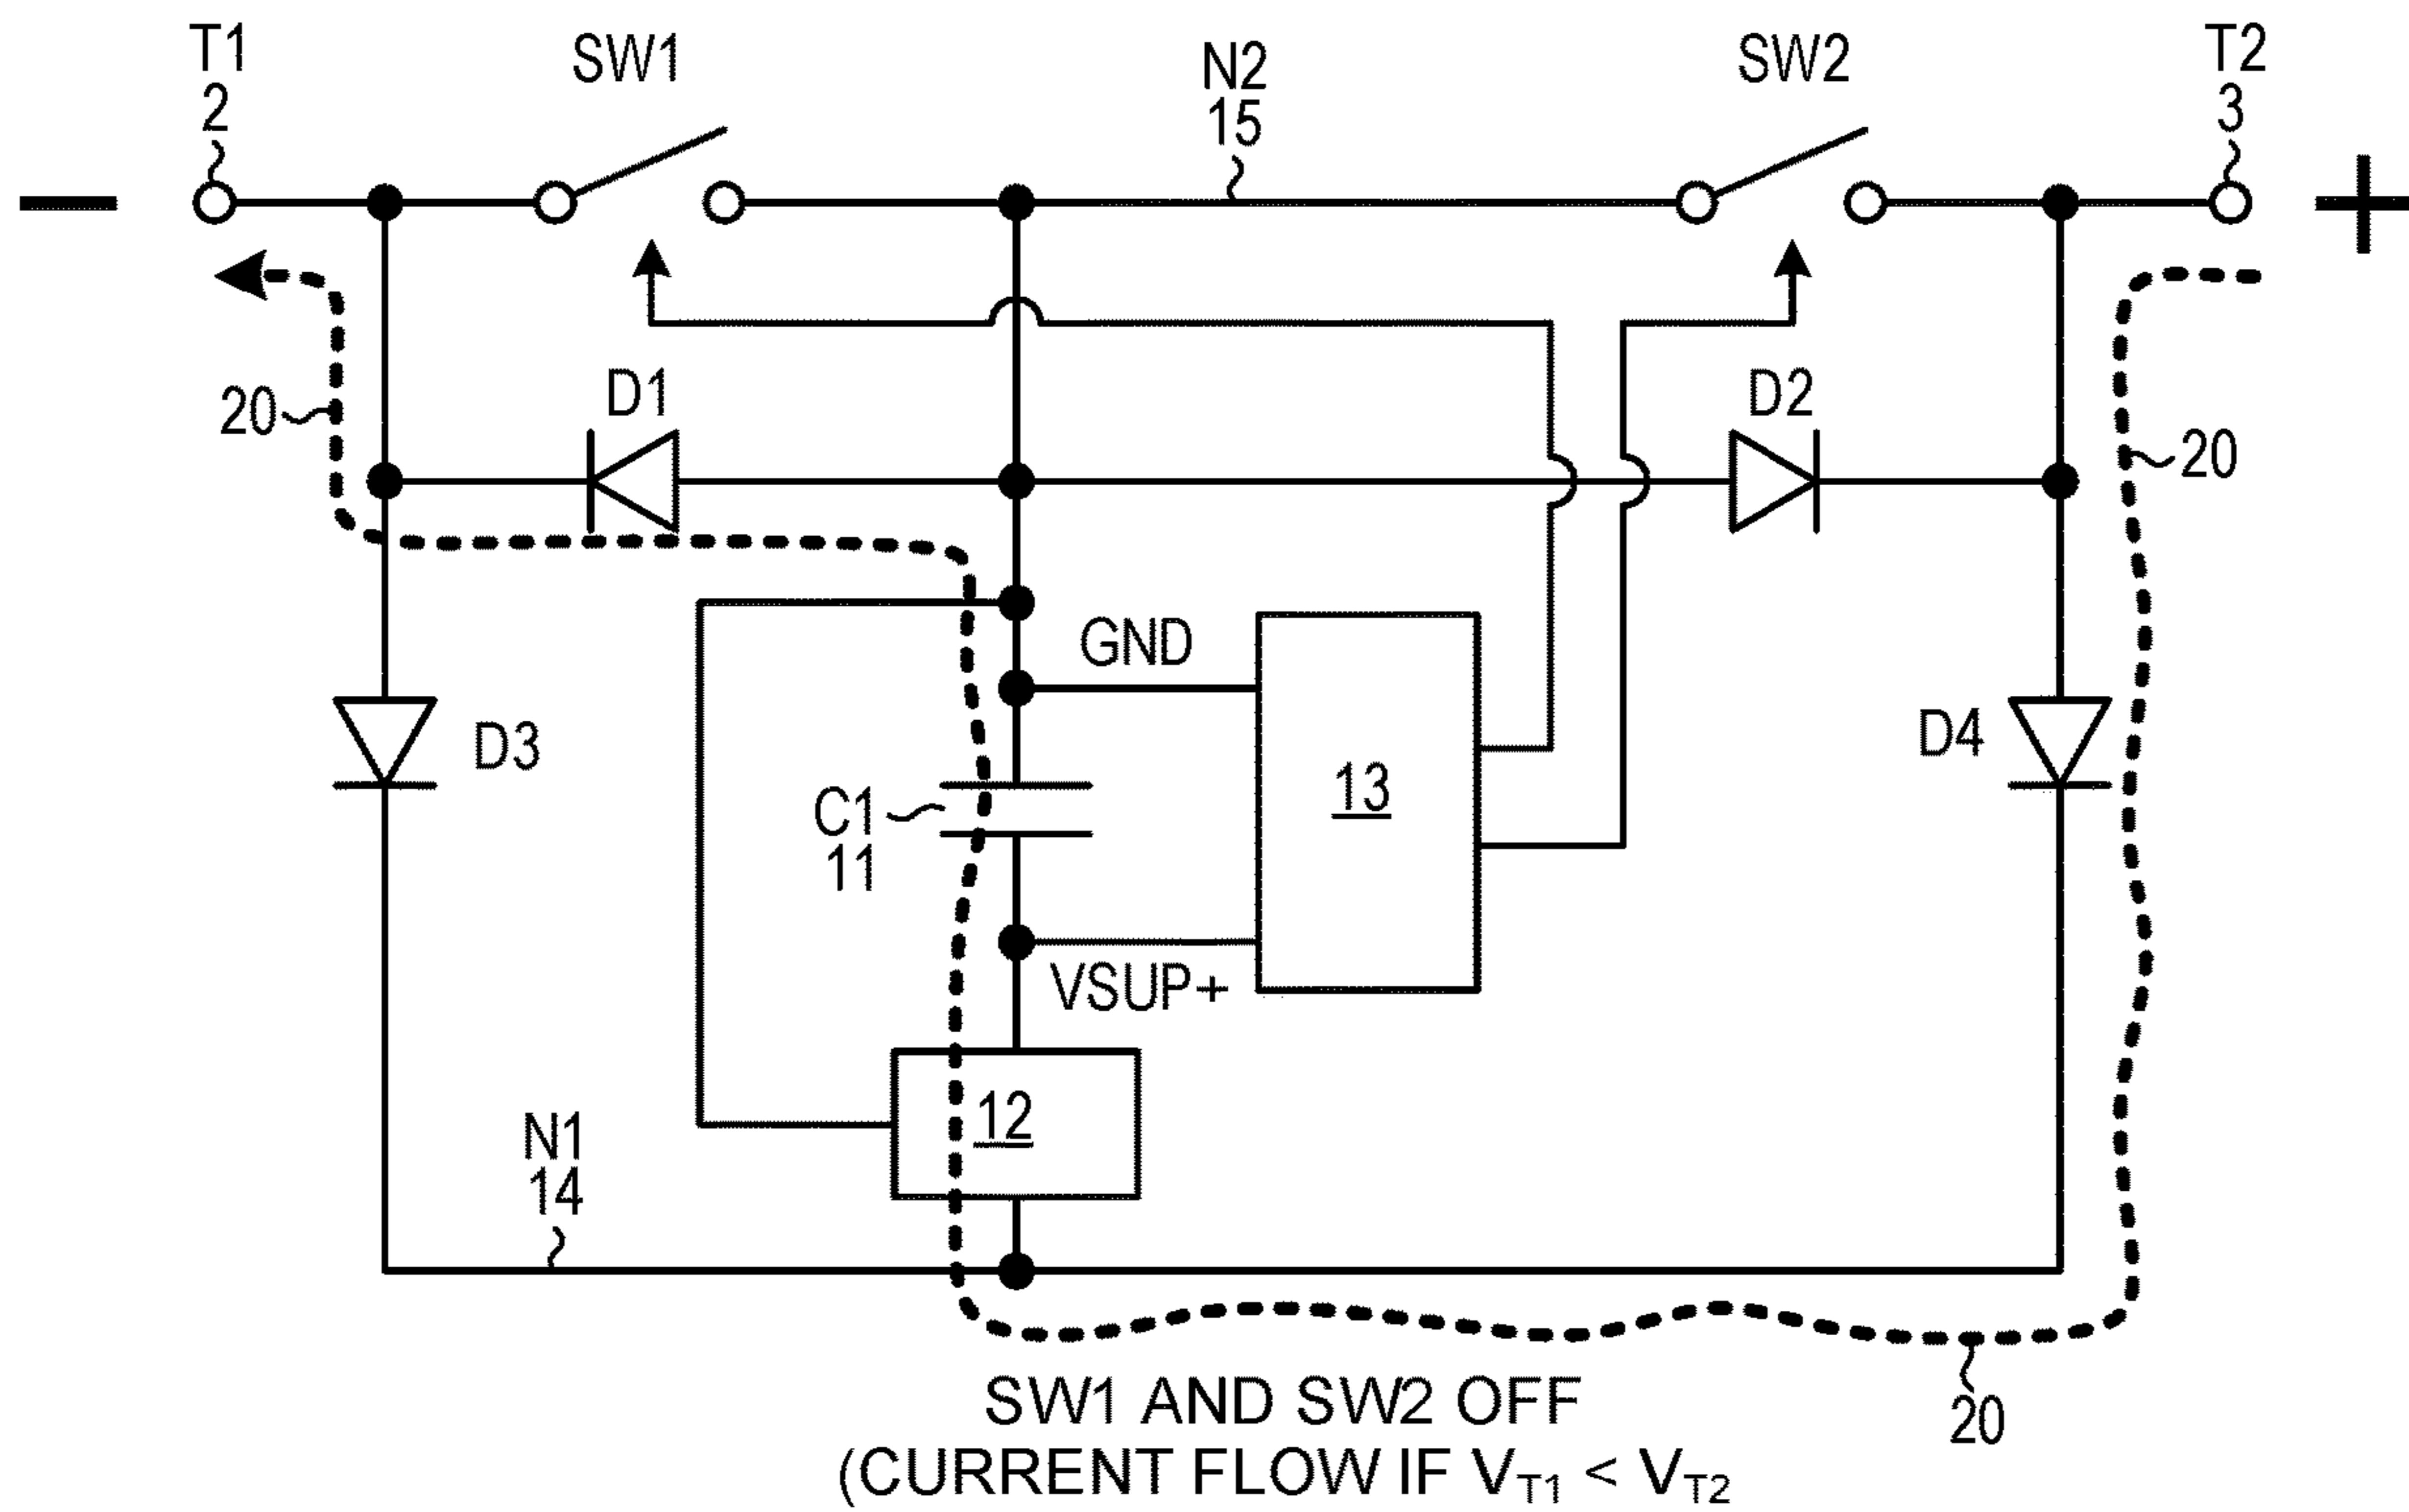 T1
2
SW1
N2
15
SW2
T2
3
−
+
20
D1
D2
20
GND
D3
C1
11
13
D4
VSUP+
12
N1
14
20
SW1 AND SW2 OFF
(CURRENT FLOW IF VT1 < VT2